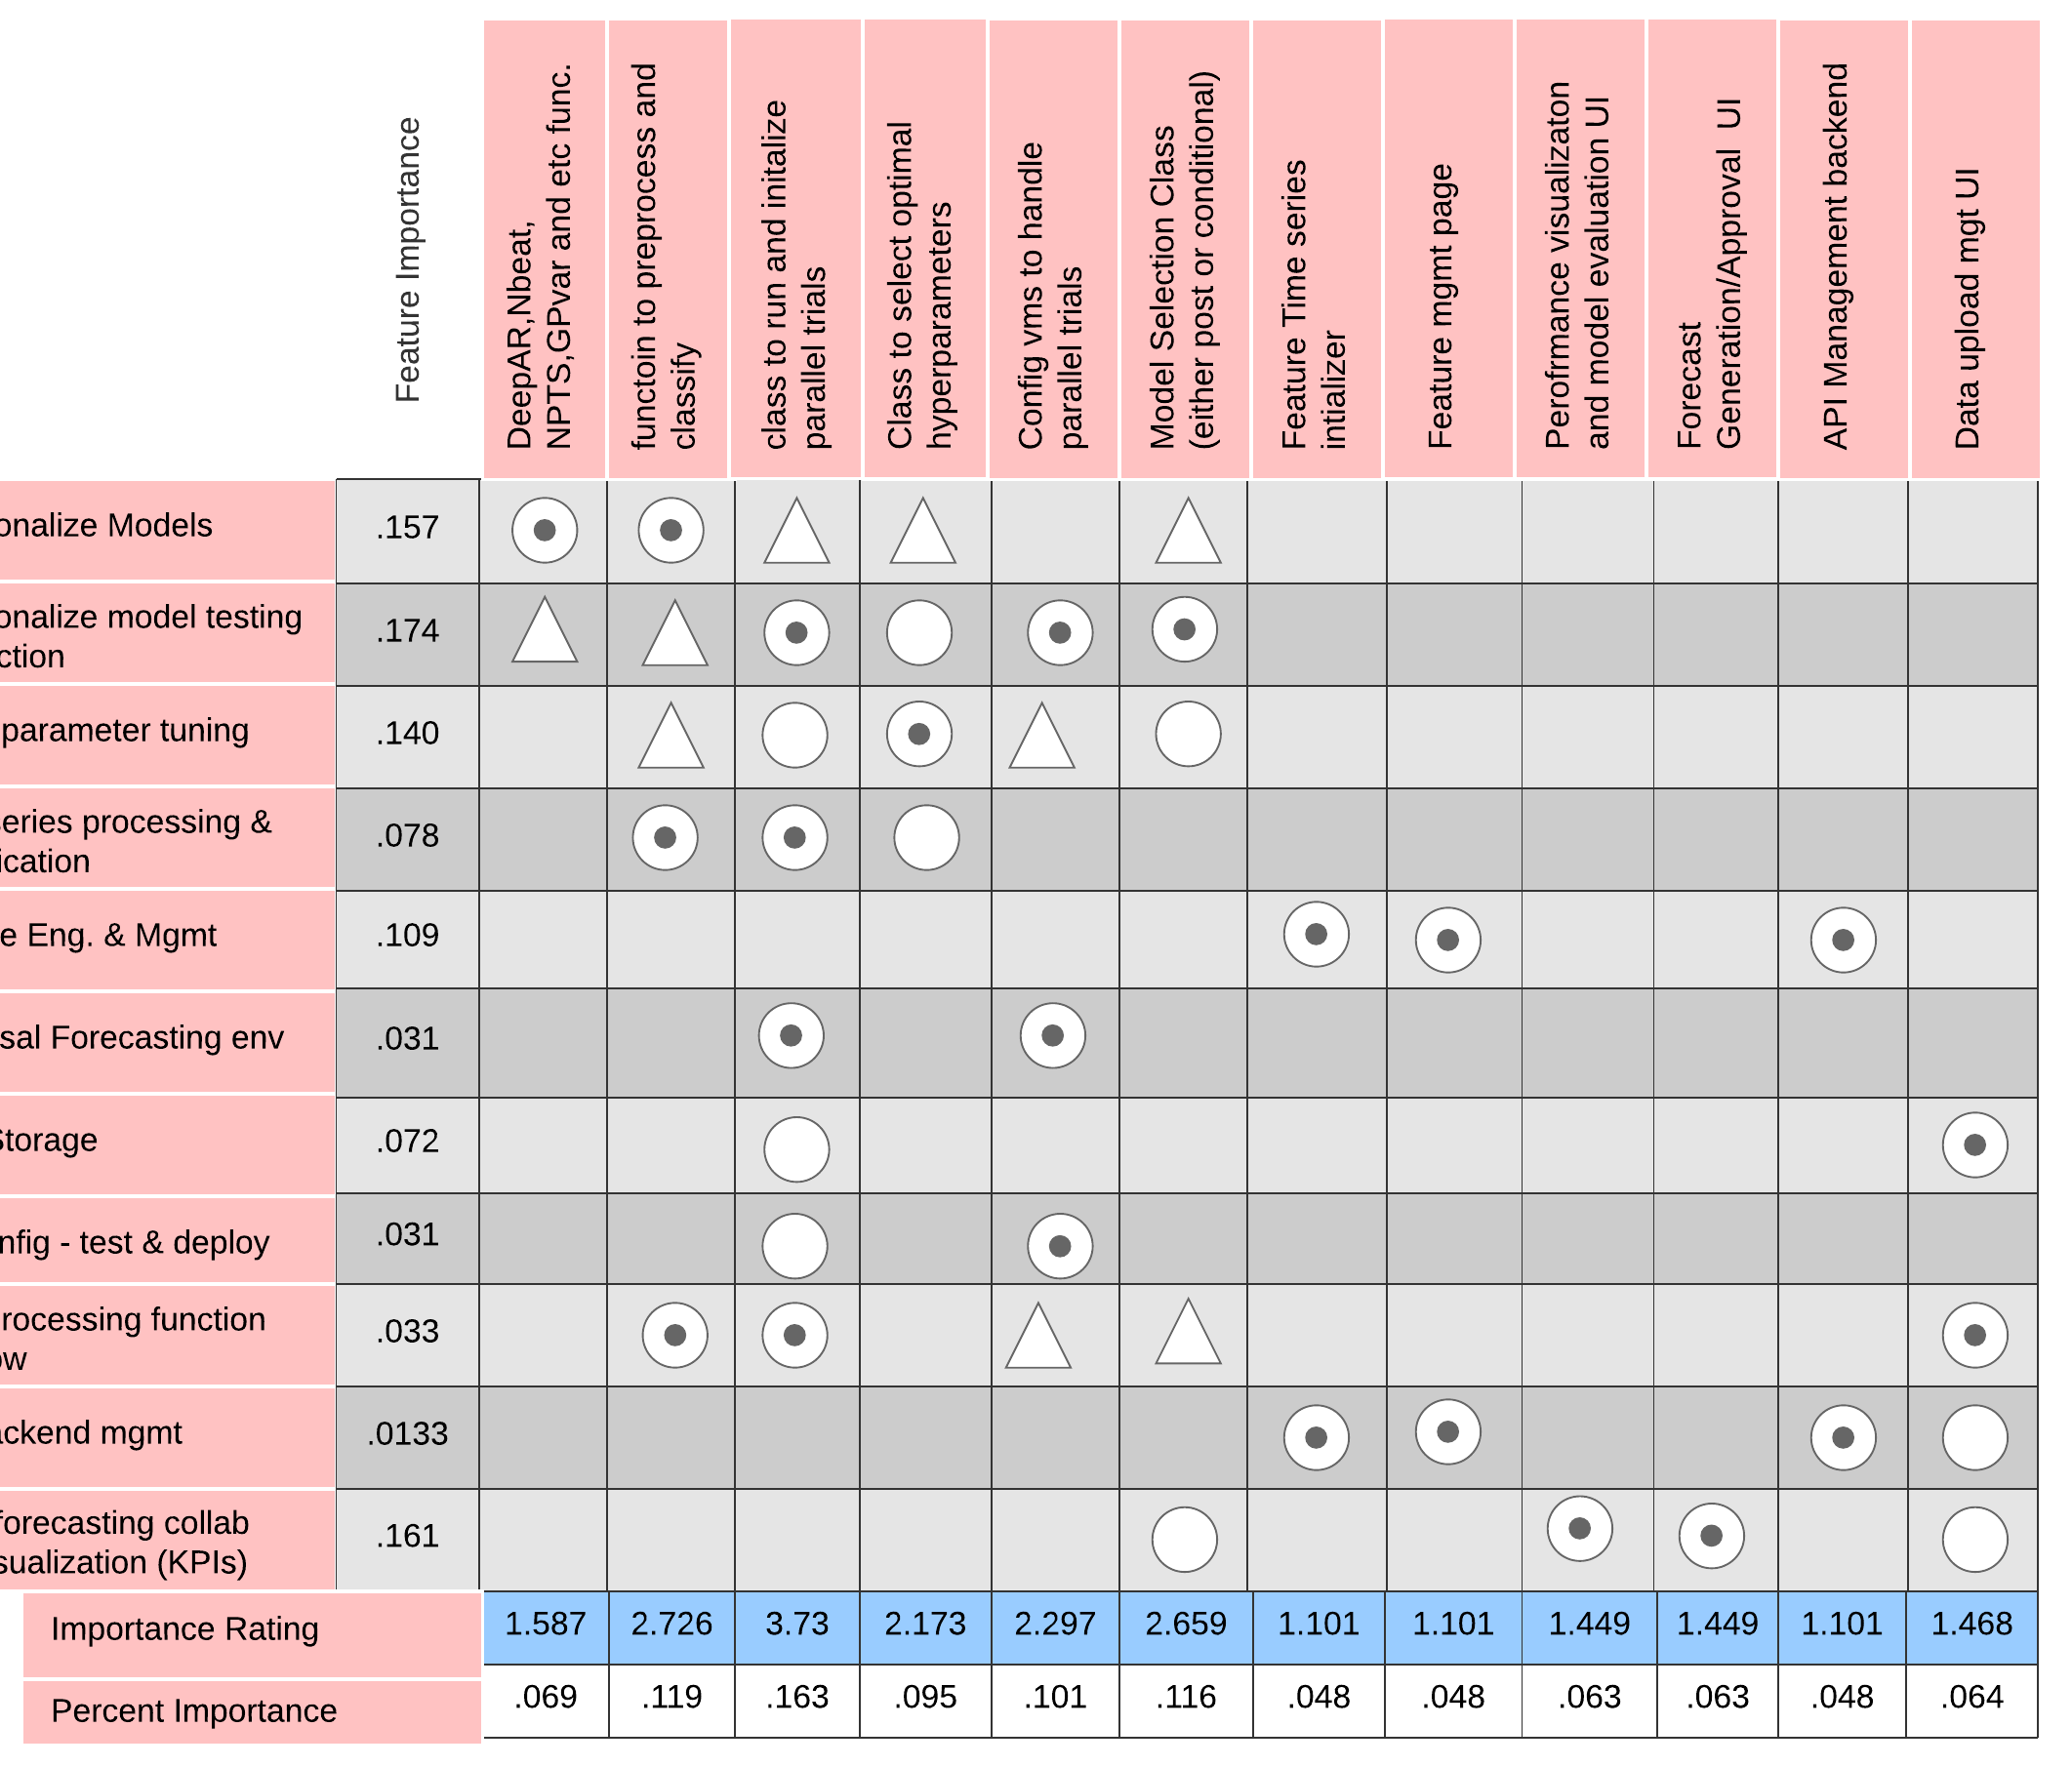 Feature Importance
DeepAR,Nbeat,
NPTS,GPvar and etc func.
functoin to preprocess and
classify
class to run and initalize
parallel trials
Class to select optimal
hyperparameters
Config vms to handle
parallel trials
Model Selection Class
(either post or conditional)
Feature Time series
intializer
Feature mgmt page
Perofrmance visualizaton
and model evaluation UI
Forecast
Generation/Approval UI
API Management backend
Data upload mgt UI
onalize Models
.157
onalize model testing
ction
.174
parameter tuning
.140
eries processing &
ication
.078
e Eng. & Mgmt
.109
sal Forecasting env
.031
Storage
.072
nfig - test & deploy
.031
rocessing function
ow
.033
ackend mgmt
.0133
forecasting collab
sualization (KPIs)
.161
Importance Rating
1.587 2.726 3.73 2.173 2.297 2.659 1.101 1.101 1.449 1.449 1.101 1.468
Percent Importance
.069 .119 .163 .095 .101 .116 .048 .048 .063 .063 .048 .064